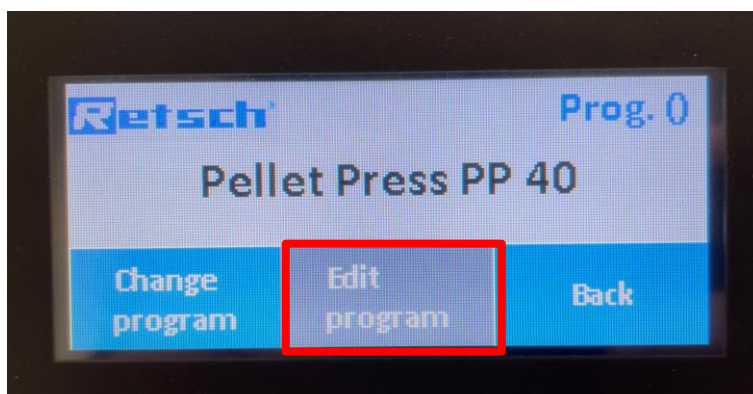 Retsch
Prog. 0
Pellet Press PP 40
Change
program
Edit
program
Back